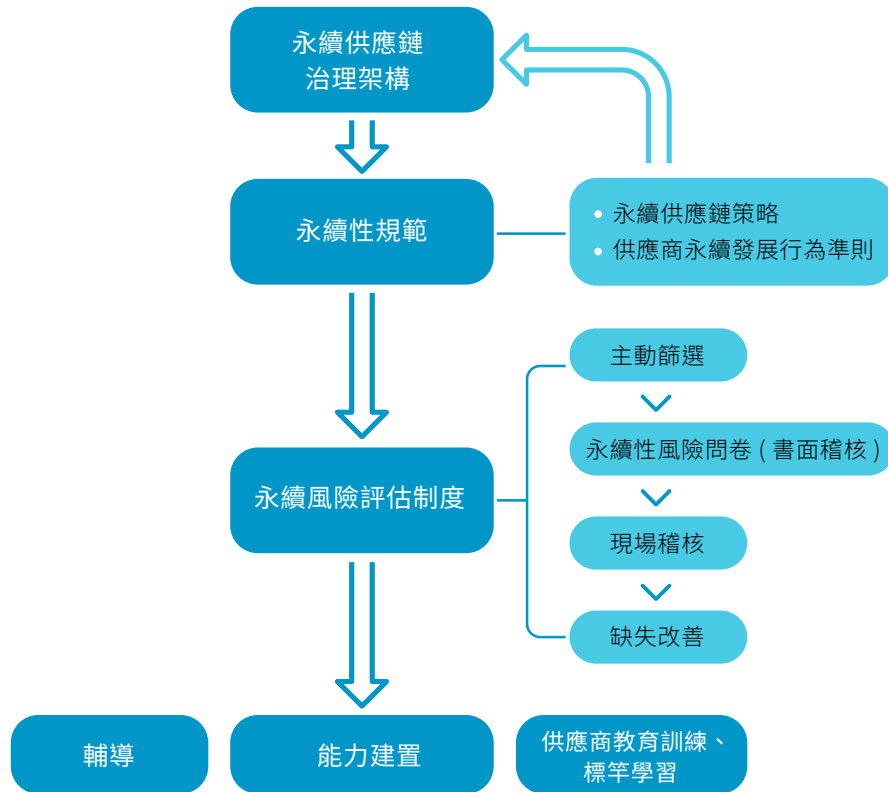 永續供應鏈
治理架構
永續性規範
• 永續供應鏈策略
• 供應商永續發展行為準則
主動篩選
永續性風險問卷 ( 書面稽核 )
永續風險評估制度
現場稽核
缺失改善
輔導
能力建置
供應商教育訓練、
標竿學習